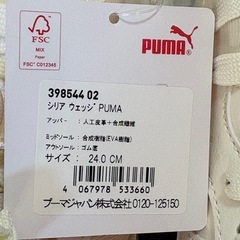 FSC
MIX
Paper
FSC® C012345
PUMA
398544 02
シリア ウェッジ PUMA
アッパー : 人工皮革+合成繊維
ミッドソール : 合成樹脂(EVA樹脂)
アウトソール : ゴム底
サイズ : 24.0 CM
4 067978 533660
プーマジャパン株式会社 0120-125150